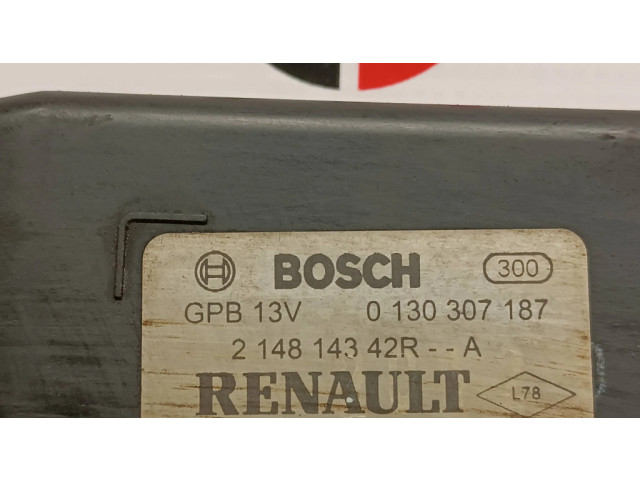 BOSCH 300
GPB 13V 0 130 307 187
2 148 143 42R - - A
RENAULT L78